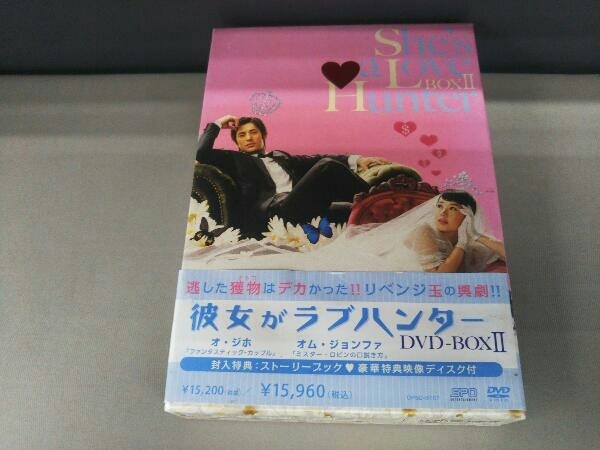 She's
a Love
BOXII
Hunter
逃した獲物はデカかった!!リベンジ玉の輿劇!!
彼女がラブハンター
DVD-BOXII
オ・ジホ
オム・ジョンファ
「ファンタスティック・カップル」
「ミスター・ロビンの口説き方」
封入特典:ストーリーブック♥豪華特典映像ディスク付
¥15,200(税抜)/¥15,960(税込)
SPO
ENTERTAINMENT
DVD